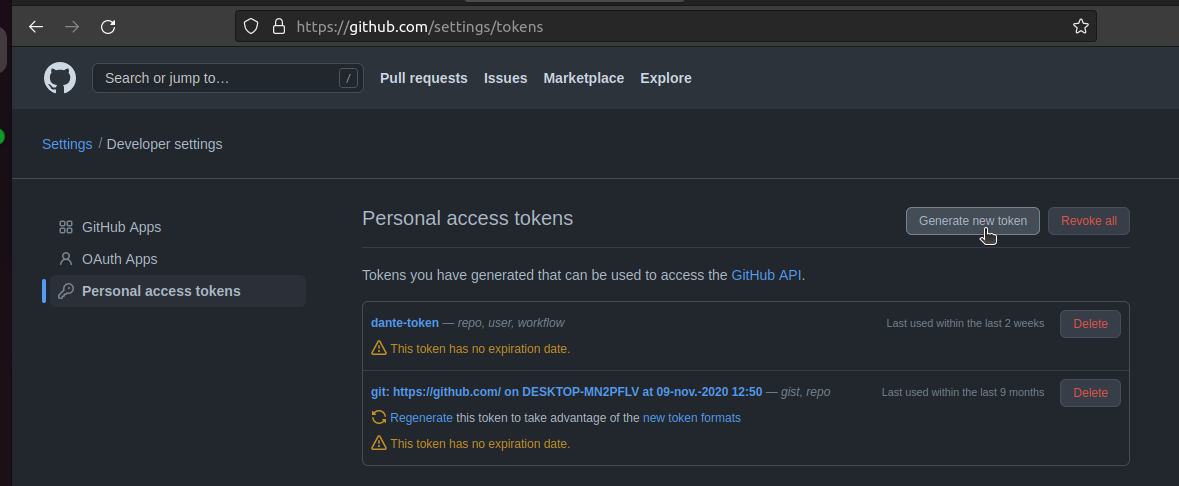 https://github.com/settings/tokens
Search or jump to… / Pull requests Issues Marketplace Explore
Settings / Developer settings
GitHub Apps
OAuth Apps
Personal access tokens
Personal access tokens Generate new token Revoke all
Tokens you have generated that can be used to access the GitHub API.
dante-token — repo, user, workflow Last used within the last 2 weeks Delete
This token has no expiration date.
git: https://github.com/ on DESKTOP-MN2PFLV at 09-nov.-2020 12:50 — gist, repo Last used within the last 9 months Delete
Regenerate this token to take advantage of the new token formats
This token has no expiration date.